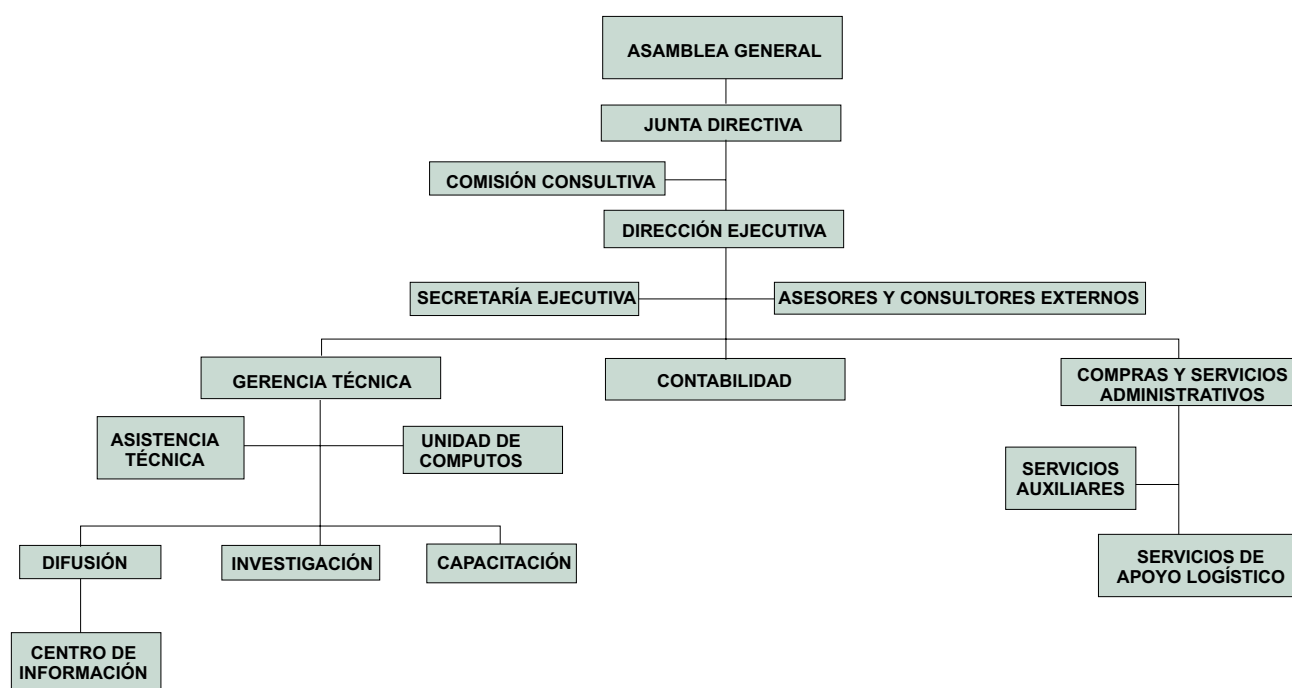 ASAMBLEA GENERAL
JUNTA DIRECTIVA
COMISIÓN CONSULTIVA
DIRECCIÓN EJECUTIVA
SECRETARÍA EJECUTIVA
ASESORES Y CONSULTORES EXTERNOS
GERENCIA TÉCNICA
CONTABILIDAD
COMPRAS Y SERVICIOS
ADMINISTRATIVOS
ASISTENCIA
TÉCNICA
UNIDAD DE
COMPUTOS
SERVICIOS
AUXILIARES
DIFUSIÓN
INVESTIGACIÓN
CAPACITACIÓN
SERVICIOS DE
APOYO LOGÍSTICO
CENTRO DE
INFORMACIÓN